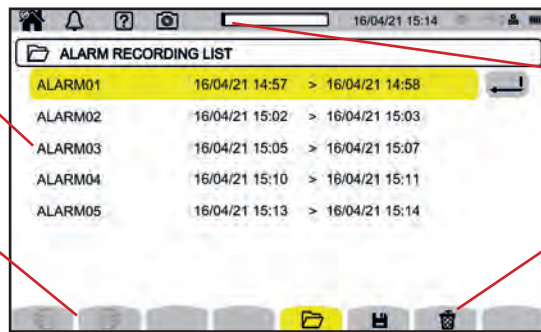 16/04/21 15:14
ALARM RECORDING LIST
ALARM01 16/04/21 14:57 > 16/04/21 14:58
ALARM02 16/04/21 15:02 > 16/04/21 15:03
ALARM03 16/04/21 15:05 > 16/04/21 15:07
ALARM04 16/04/21 15:10 > 16/04/21 15:11
ALARM05 16/04/21 15:13 > 16/04/21 15:14